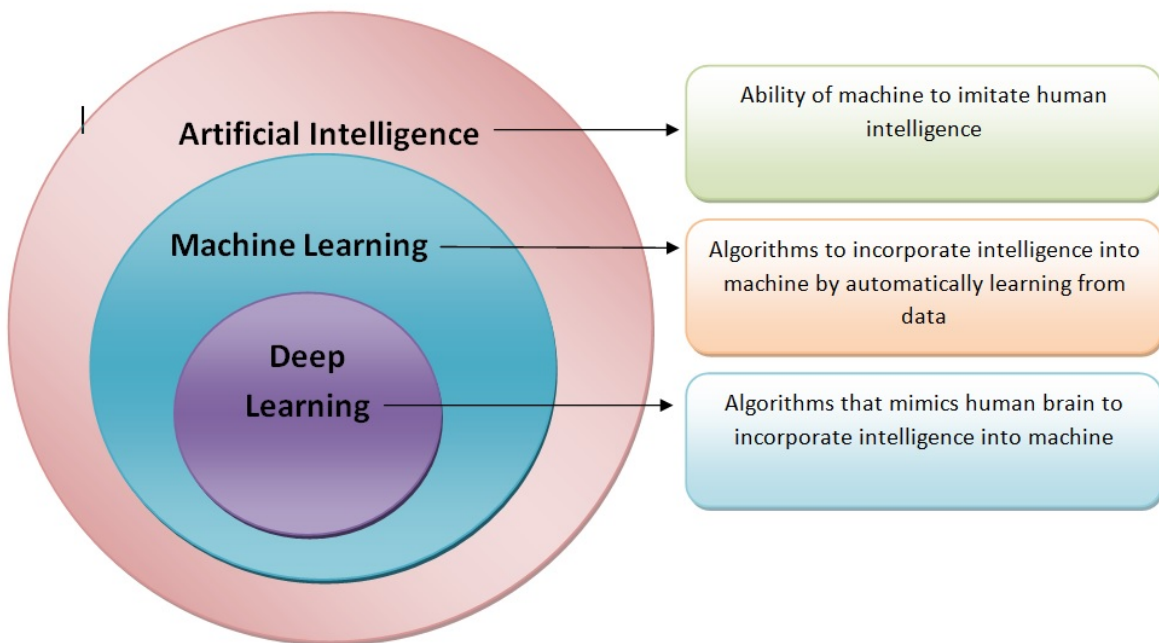 Artificial Intelligence
Ability of machine to imitate human
intelligence
Machine Learning
Algorithms to incorporate intelligence into
machine by automatically learning from
data
Deep
Learning
Algorithms that mimics human brain to
incorporate intelligence into machine